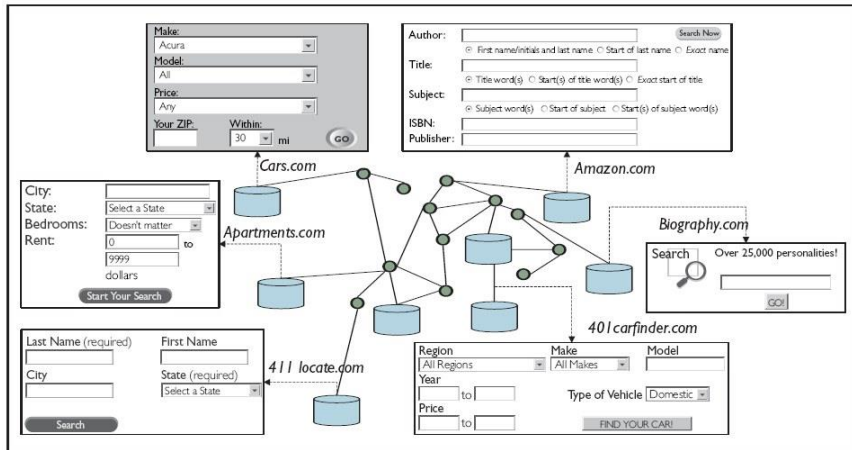 Make:
Acura
Model:
All
Price:
Any
Your ZIP: Within:
30 mi GO
Cars.com
Author: Search Now
First name/initials and last name Start of last name Exact name
Title:
Title word(s) Start(s) of title word(s) Exact start of title
Subject:
Subject word(s) Start of subject Start(s) of subject word(s)
ISBN:
Publisher:
Amazon.com
City:
State: Select a State
Bedrooms: Doesn't matter
Rent: 0 to
9999
dollars
Start Your Search
Apartments.com
Biography.com
Search Over 25,000 personalities!
GO!
Last Name (required) First Name
City State (required)
Select a State
Search
411 locate.com
401carfinder.com
Region Make Model
All Regions All Makes
Year
to Type of Vehicle Domestic
Price
to FIND YOUR CAR!